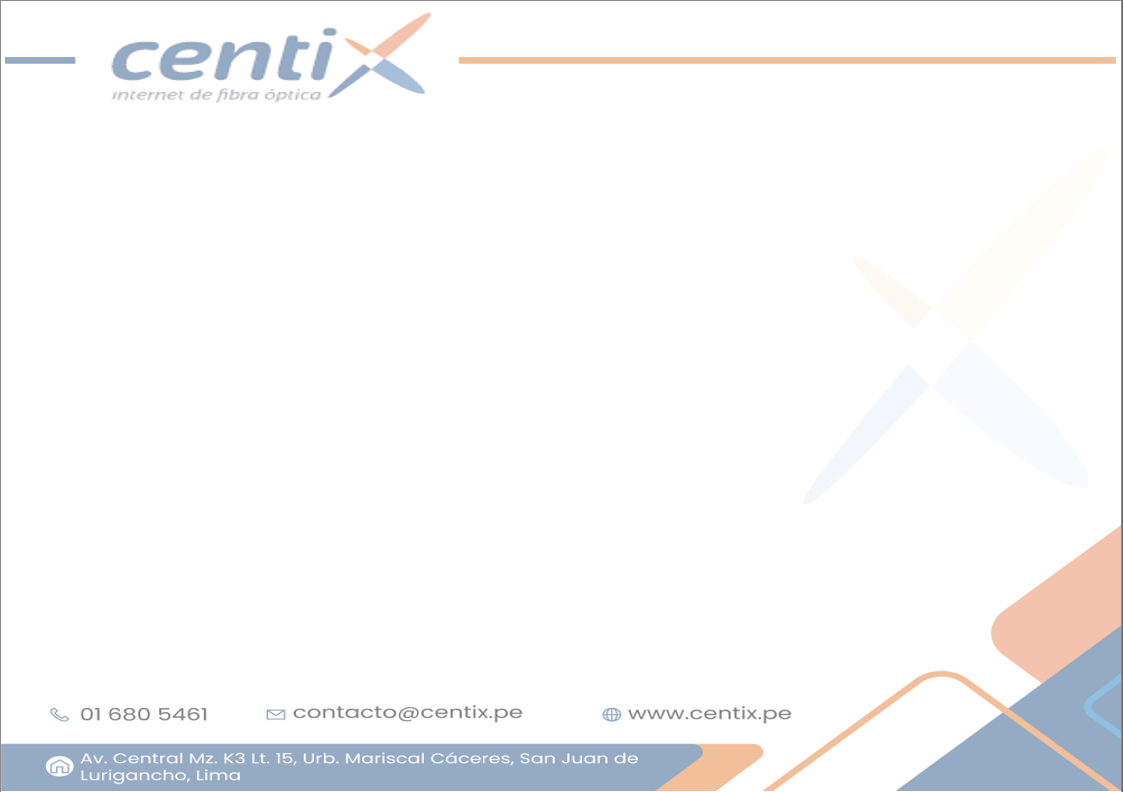 centix
internet de fibra óptica
01 680 5461
contacto@centix.pe
www.centix.pe
Av. Central Mz. K3 Lt. 15, Urb. Mariscal Cáceres, San Juan de
Lurigancho, Lima